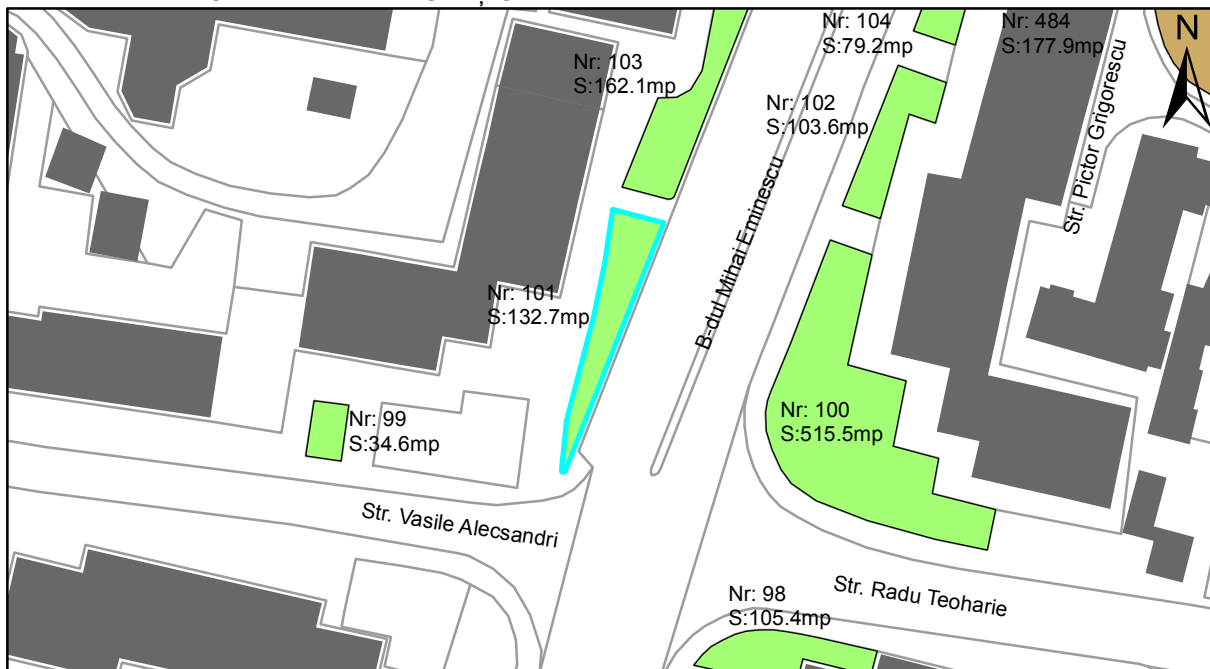 Nr: 104
S:79.2mp
Nr: 484
S:177.9mp
N
Nr: 103
S:162.1mp
Nr: 102
S:103.6mp
Str. Pictor Grigorescu
B-dul Mihai Eminescu
Nr: 101
S:132.7mp
Nr: 99
S:34.6mp
Nr: 100
S:515.5mp
Str. Vasile Alecsandri
Str. Radu Teoharie
Nr: 98
S:105.4mp